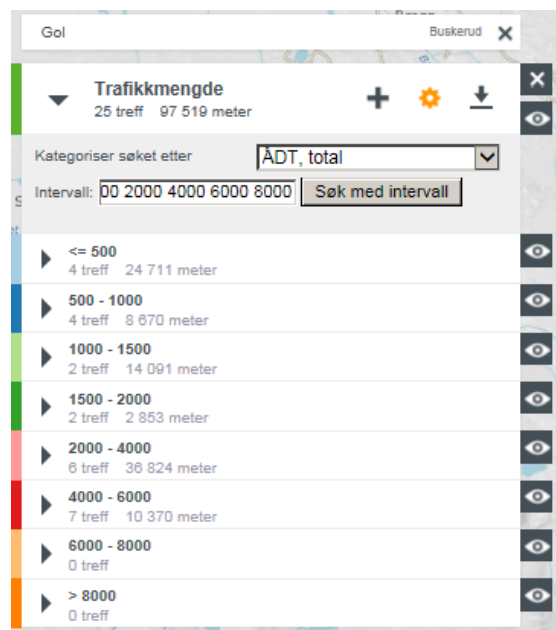 Gol Buskerud
Trafikkmengde
25 treff 97 519 meter
Kategoriser søket etter ÅDT, total
Intervall: 00 2000 4000 6000 8000 Søk med intervall
<= 500
4 treff 24 711 meter
500 - 1000
4 treff 8 670 meter
1000 - 1500
2 treff 14 091 meter
1500 - 2000
2 treff 2 853 meter
2000 - 4000
6 treff 36 824 meter
4000 - 6000
7 treff 10 370 meter
6000 - 8000
0 treff
> 8000
0 treff